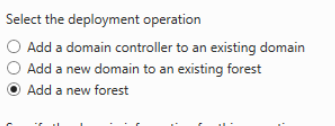 Select the deployment operation
Add a domain controller to an existing domain
Add a new domain to an existing forest
Add a new forest